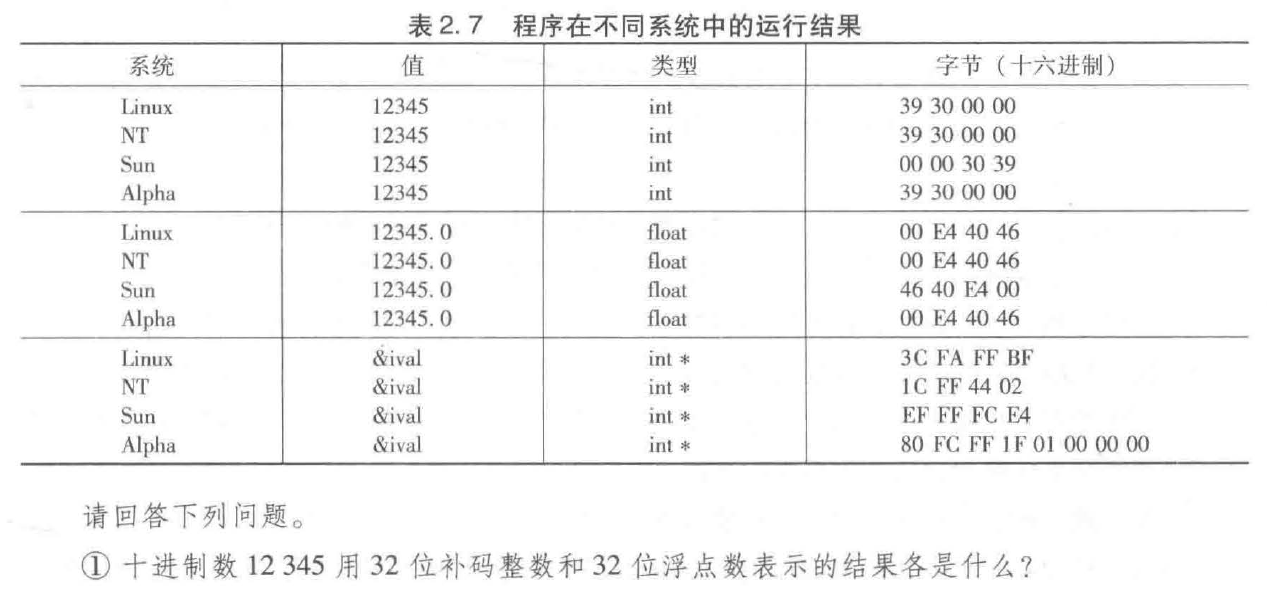 表 2.7 程序在不同系统中的运行结果
系统 值 类型 字节（十六进制）
Linux 12345 int 39 30 00 00
NT 12345 int 39 30 00 00
Sun 12345 int 00 00 30 39
Alpha 12345 int 39 30 00 00
Linux 12345.0 float 00 E4 40 46
NT 12345.0 float 00 E4 40 46
Sun 12345.0 float 46 40 E4 00
Alpha 12345.0 float 00 E4 40 46
Linux &ival int * 3C FA FF BF
NT &ival int * 1C FF 44 02
Sun &ival int * EF FF FC E4
Alpha &ival int * 80 FC FF 1F 01 00 00 00
请回答下列问题。
① 十进制数 12 345 用 32 位补码整数和 32 位浮点数表示的结果各是什么？